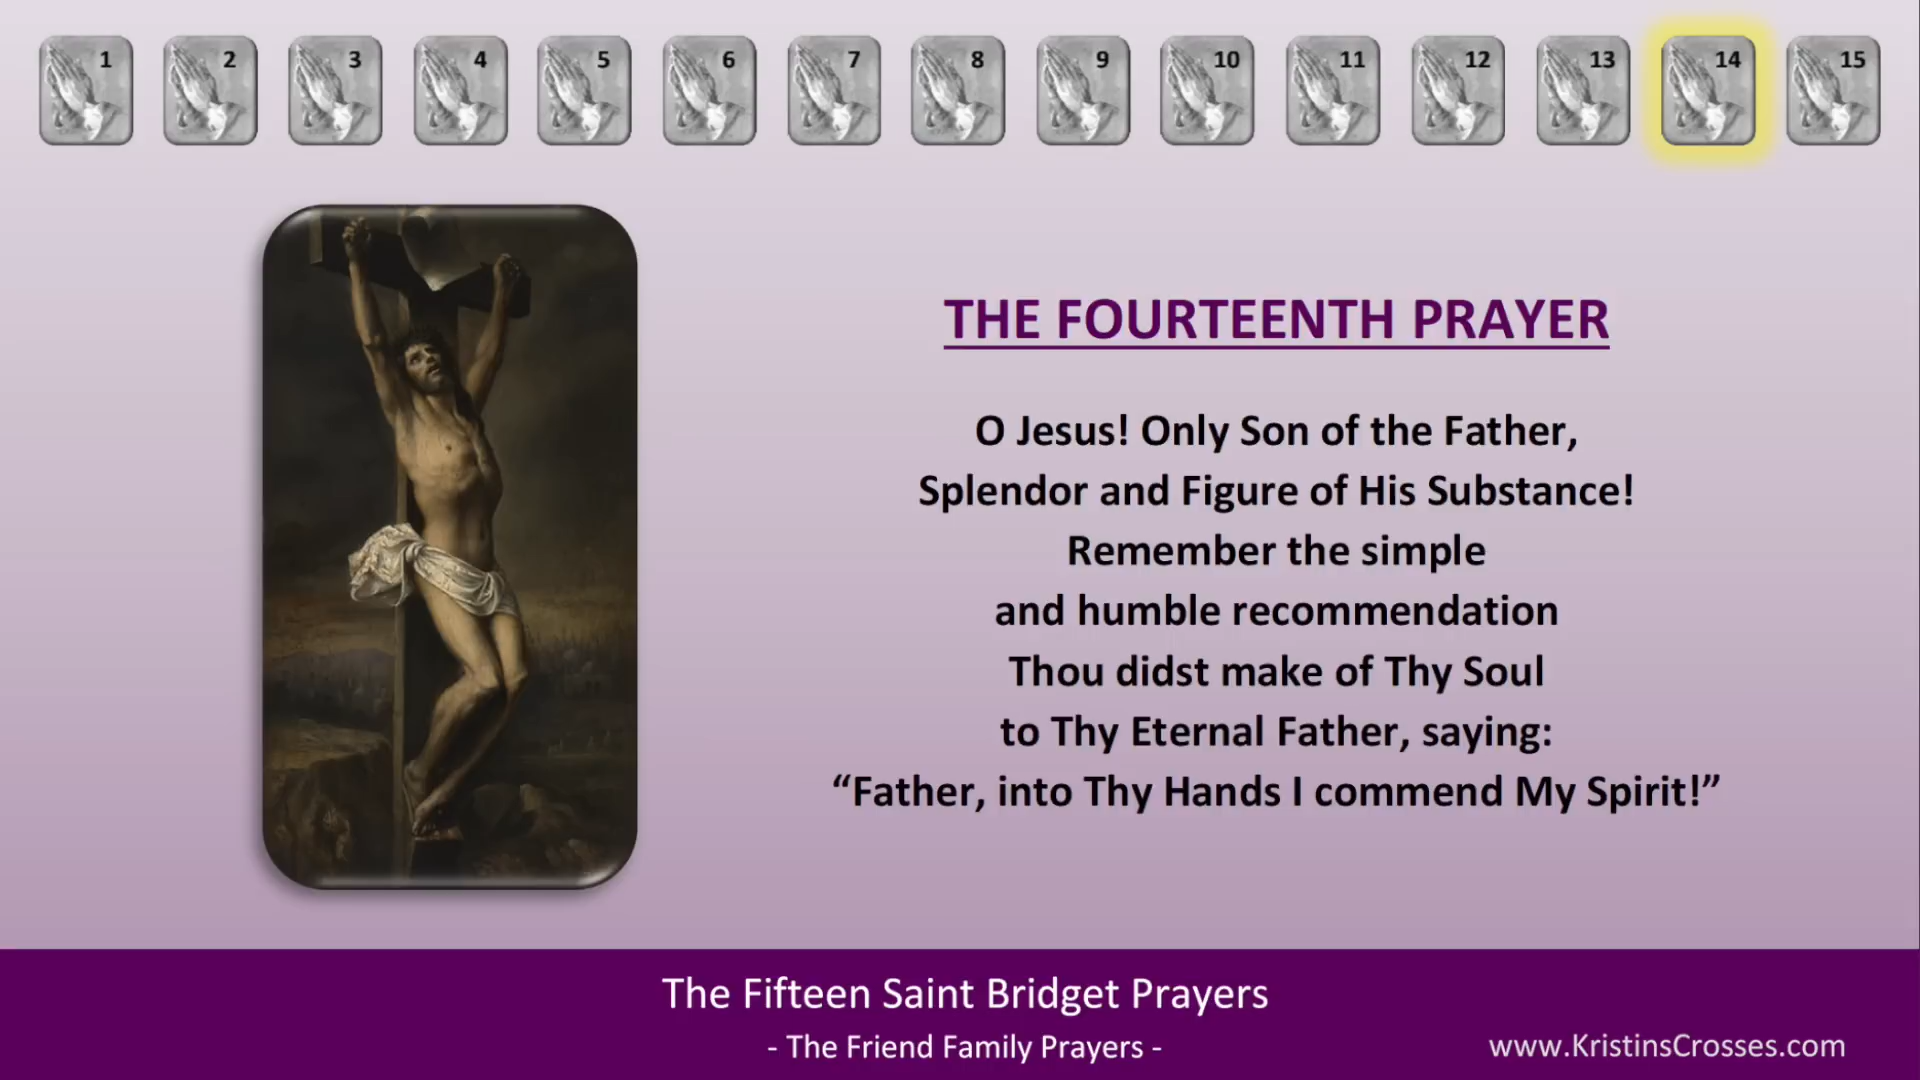 1 2 3 4 5 6 7 8 9 10 11 12 13 14 15
THE FOURTEENTH PRAYER
O Jesus! Only Son of the Father,
Splendor and Figure of His Substance!
Remember the simple
and humble recommendation
Thou didst make of Thy Soul
to Thy Eternal Father, saying:
“Father, into Thy Hands I commend My Spirit!”
The Fifteen Saint Bridget Prayers
- The Friend Family Prayers -
www.KristinsCrosses.com